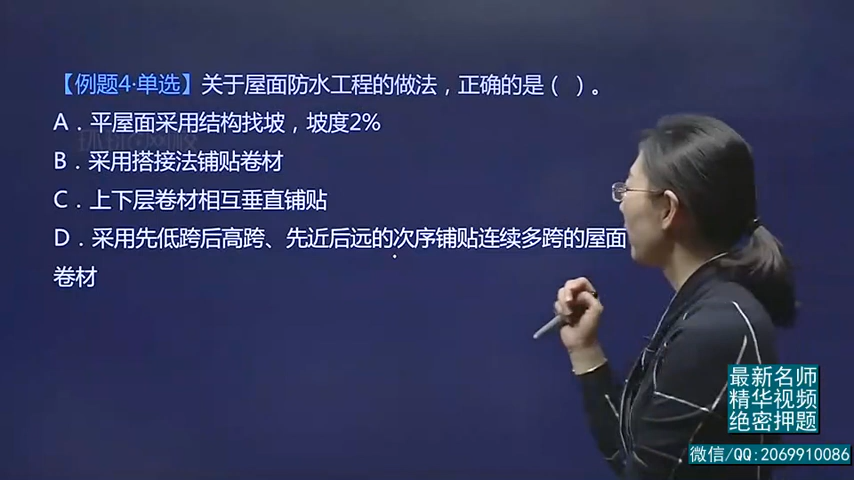 【例题4·单选】关于屋面防水工程的做法，正确的是（ ）。
A．平屋面采用结构找坡，坡度2%
B．采用搭接法铺贴卷材
C．上下层卷材相互垂直铺贴
D．采用先低跨后高跨、先近后远的次序铺贴连续多跨的屋面
卷材
最新名师
精华视频
绝密押题
微信/QQ:2069910086